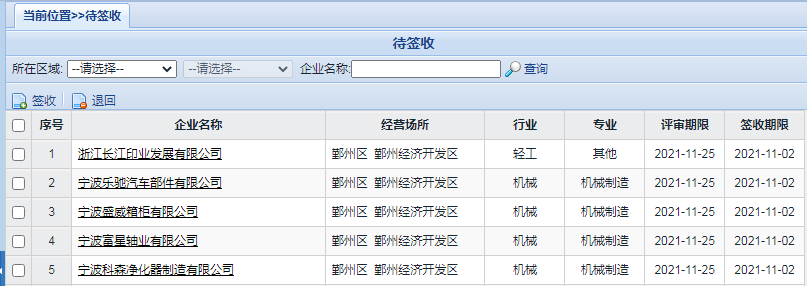 当前位置>>待签收
待签收
所在区域: --请选择-- --请选择-- 企业名称: 查询
签收 退回
序号 企业名称 经营场所 行业 专业 评审期限 签收期限
1 浙江长江印业发展有限公司 鄞州区 鄞州经济开发区 轻工 其他 2021-11-25 2021-11-02
2 宁波乐驰汽车部件有限公司 鄞州区 鄞州经济开发区 机械 机械制造 2021-11-25 2021-11-02
3 宁波盛威箱柜有限公司 鄞州区 鄞州经济开发区 机械 机械制造 2021-11-25 2021-11-02
4 宁波富星轴业有限公司 鄞州区 鄞州经济开发区 机械 机械制造 2021-11-25 2021-11-02
5 宁波科森净化器制造有限公司 鄞州区 鄞州经济开发区 机械 机械制造 2021-11-25 2021-11-02